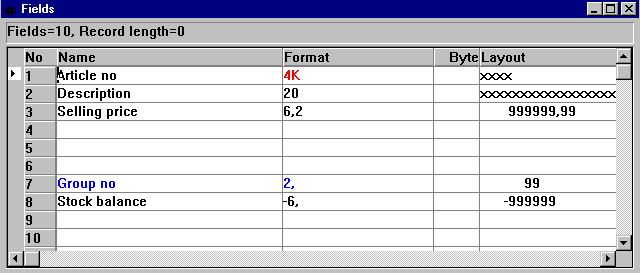 Fields
Fields=10, Record length=0
No Name Format Byte Layout
1 Article no 4K xxxx
2 Description 20 xxxxxxxxxxxxxxxxx
3 Selling price 6,2 999999,99
4
5
6
7 Group no 2, 99
8 Stock balance -6, -999999
9
10